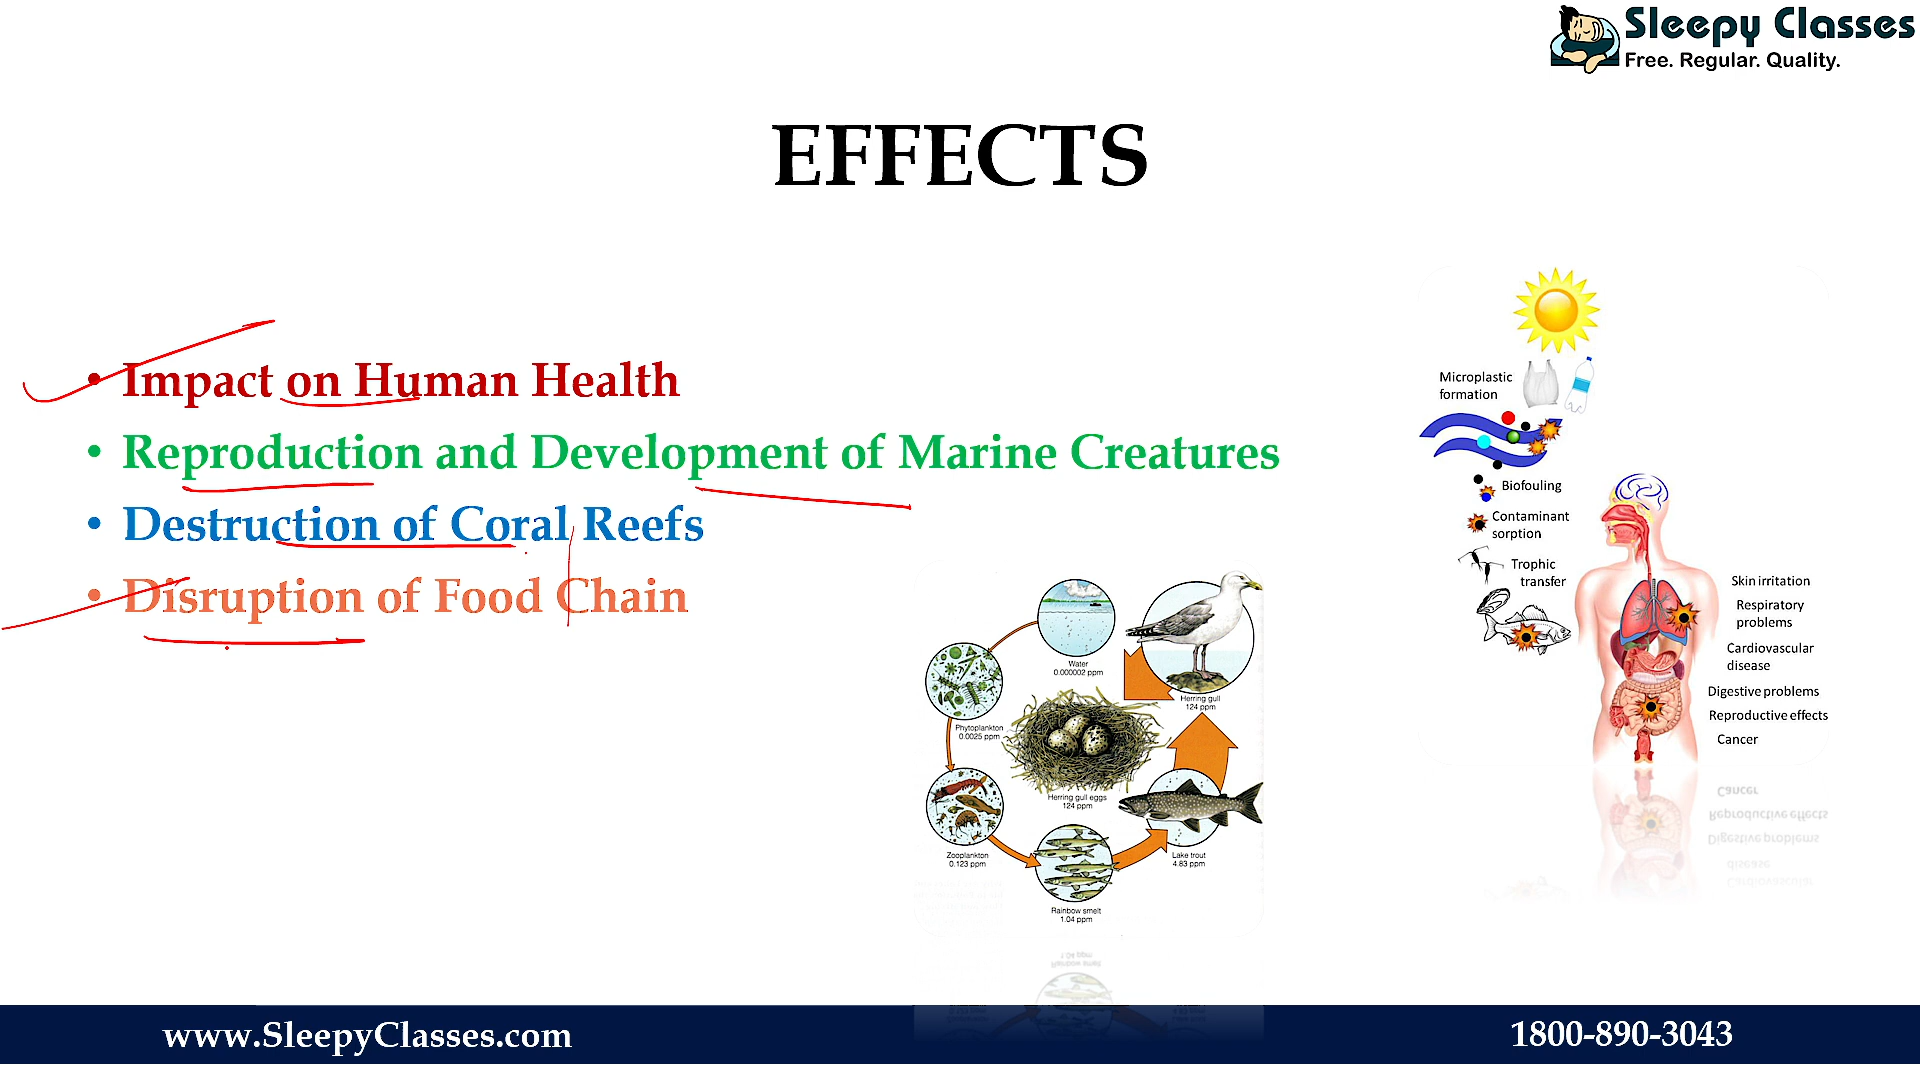 Sleepy Classes
Free. Regular. Quality.
EFFECTS
• Impact on Human Health
• Reproduction and Development of Marine Creatures
• Destruction of Coral Reefs
• Disruption of Food Chain
Water
0.000002 ppm
Herring gull
124 ppm
Phytoplankton
0.0025 ppm
Herring gull eggs
124 ppm
Zooplankton
0.123 ppm
Lake trout
4.83 ppm
Rainbow smelt
1.04 ppm
Microplastic
formation
Biofouling
Contaminant
sorption
Trophic
transfer
Skin irritation
Respiratory
problems
Cardiovascular
disease
Digestive problems
Reproductive effects
Cancer
www.SleepyClasses.com
1800-890-3043